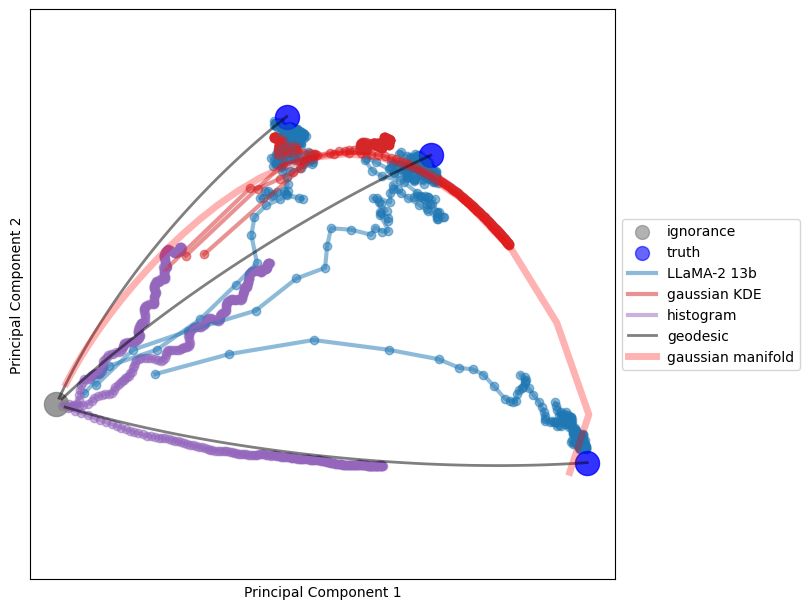 Principal Component 2
Principal Component 1
ignorance
truth
LLaMA-2 13b
gaussian KDE
histogram
geodesic
gaussian manifold